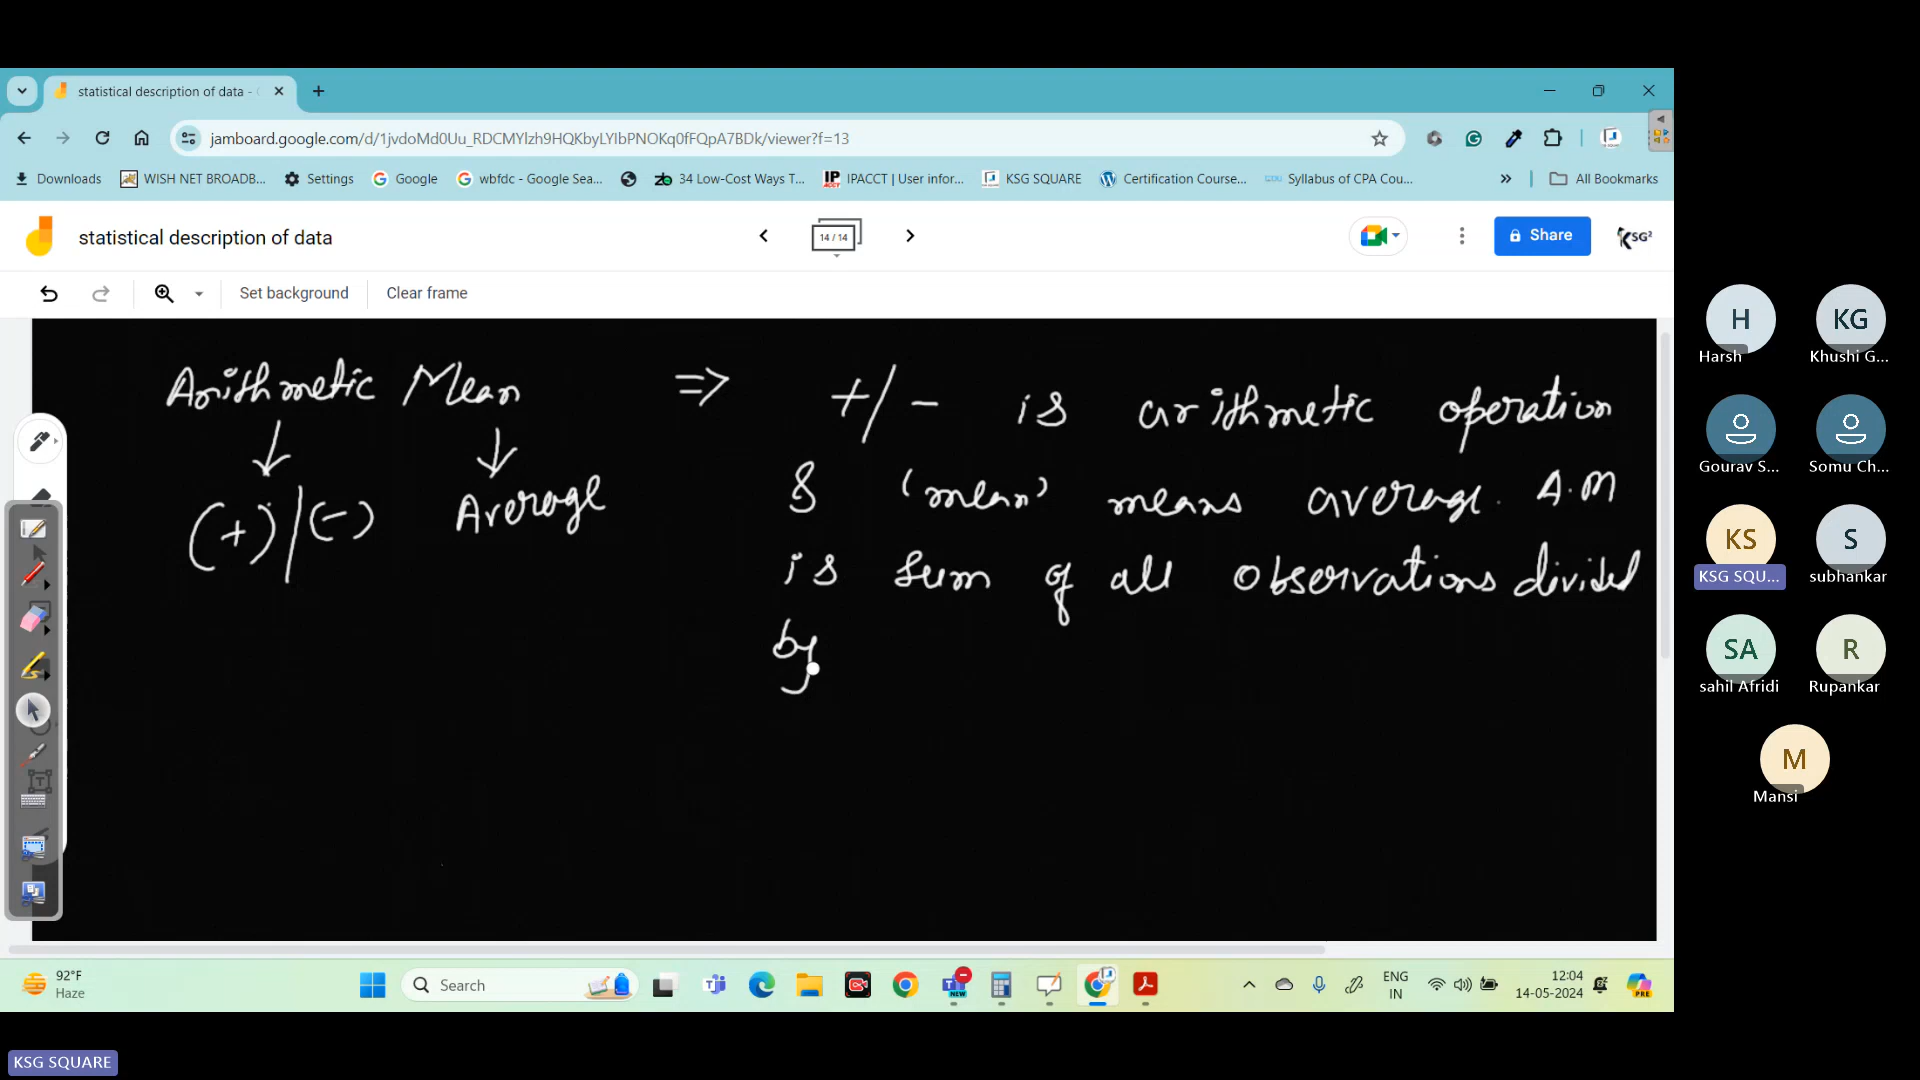 statistical description of data -
jamboard.google.com/d/1jvdoMd0Uu_RDCMYlzh9HQKbyLYIbPNOKq0fFQpA7BDk/viewer?f=13
Downloads WISH NET BROADB... Settings Google wbfdc - Google Sea... 34 Low-Cost Ways T... IPACCT | User infor... KSG SQUARE Certification Course... Syllabus of CPA Cou... » All Bookmarks
statistical description of data 14 / 14 Share KSG²
Set background Clear frame
Arithmetic Mean => +/- is arithmetic operation
(+)/(-) Average & 'mean' means average. A.M
is sum of all observations divided
by
H KG
Harsh Khushi G...
Gourav S... Somu Ch...
KS S
KSG SQU... subhankar
SA R
sahil Afridi Rupankar
M
Mansi
92°F
Haze
Search
ENG
IN
12:04
14-05-2024
KSG SQUARE